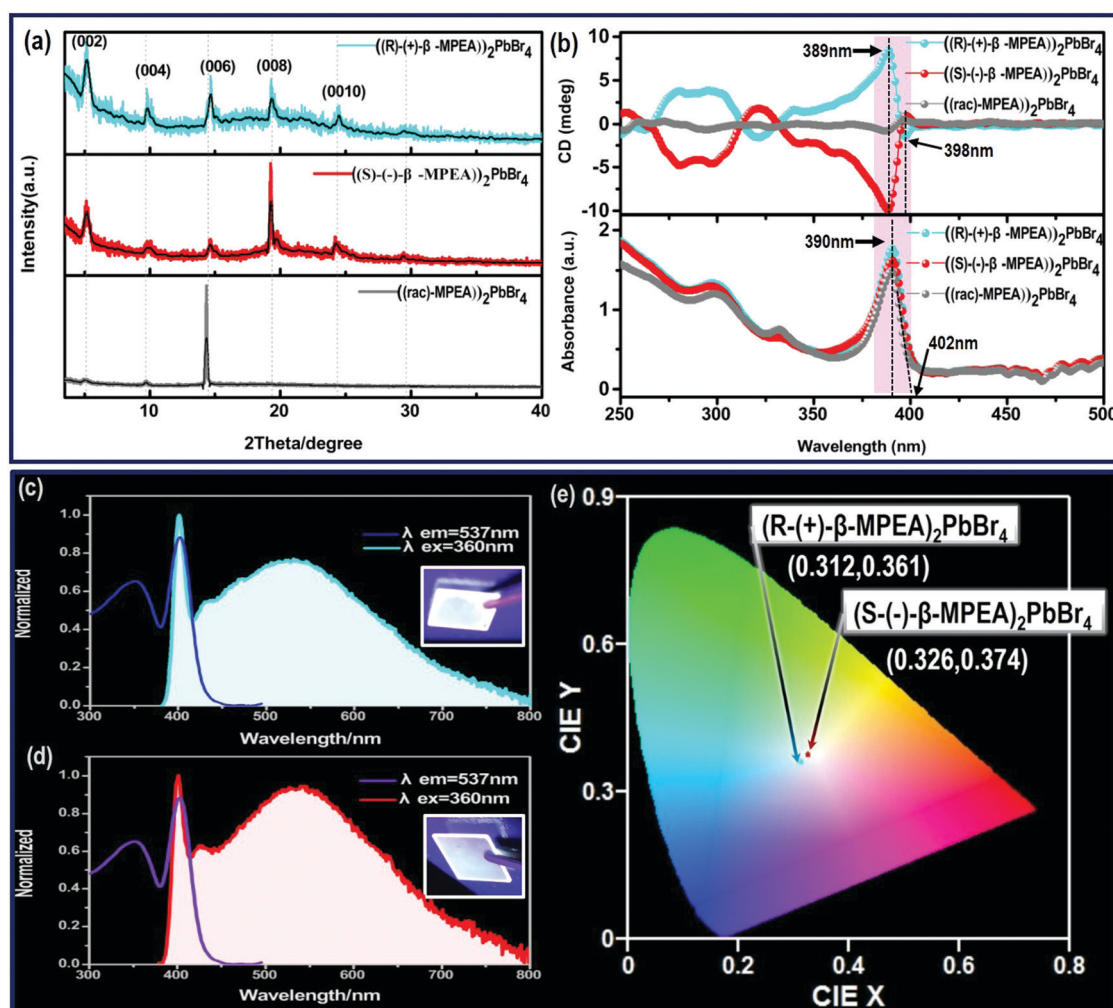 (a)
(002)
(004)
(006)
(008)
(0010)
((R)-(+)-β -MPEA))2PbBr4
((S)-(-)-β -MPEA))2PbBr4
((rac)-MPEA))2PbBr4
Intensity(a.u.)
10 20 30 40
2Theta/degree
(b)
10
5
0
-5
-10
CD (mdeg)
389nm
((R)-(+)-β -MPEA))2PbBr4
((S)-(-)-β -MPEA))2PbBr4
((rac)-MPEA))2PbBr4
398nm
2
1
0
Absorbance (a.u.)
390nm
((R)-(+)-β -MPEA))2PbBr4
((S)-(-)-β -MPEA))2PbBr4
((rac)-MPEA))2PbBr4
402nm
250 300 350 400 450 500
Wavelength (nm)
(c)
1.0
0.8
0.6
0.4
0.2
0.0
Normalized
λ em=537nm
λ ex=360nm
300 400 500 600 700 800
Wavelength/nm
(d)
1.0
0.8
0.6
0.4
0.2
0.0
Normalized
λ em=537nm
λ ex=360nm
300 400 500 600 700 800
Wavelength/nm
(e)
0.9
0.6
0.3
0
CIE Y
(R-(+)-β-MPEA)2PbBr4
(0.312,0.361)
(S-(-)-β-MPEA)2PbBr4
(0.326,0.374)
0 0.2 0.4 0.6 0.8
CIE X